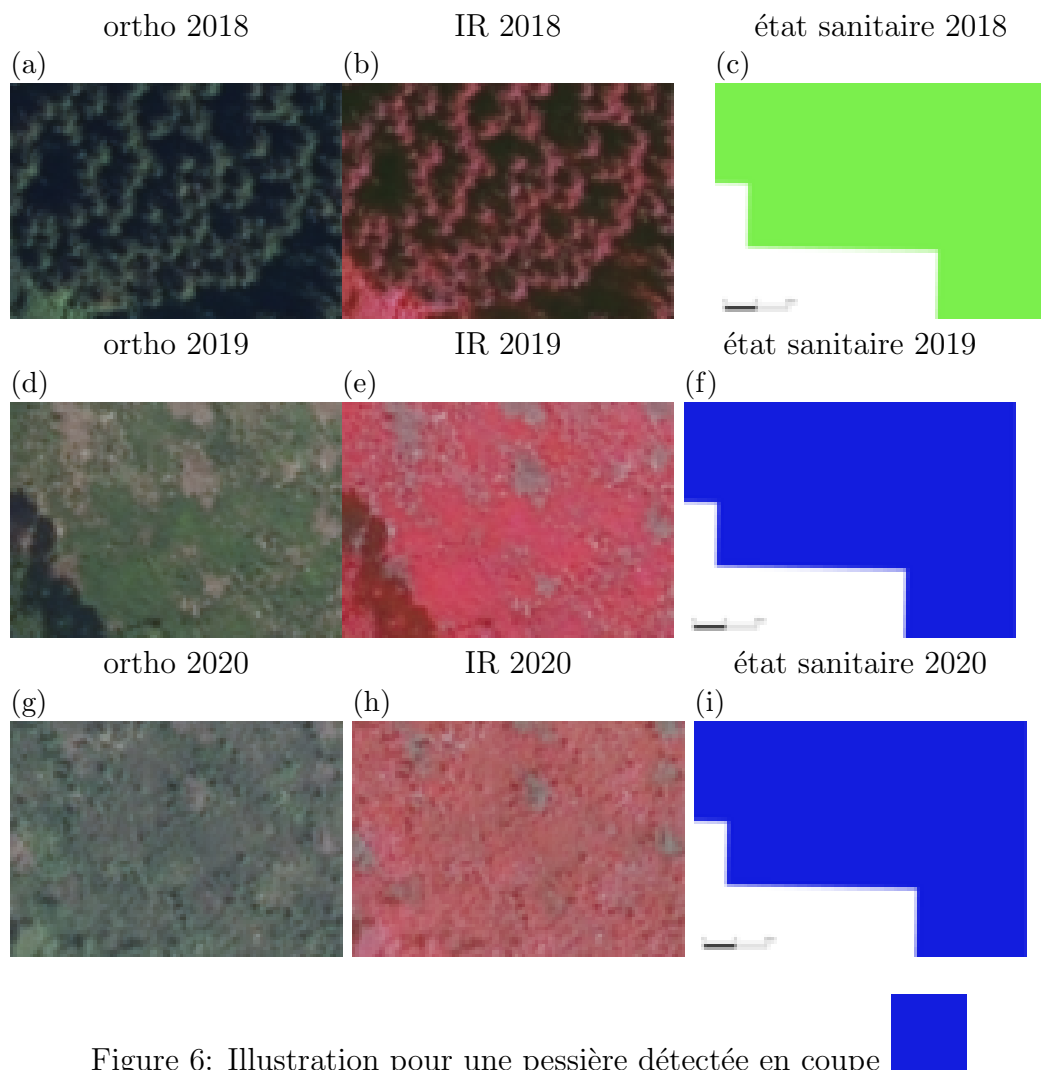 ortho 2018 IR 2018 état sanitaire 2018
(a) (b) (c)
ortho 2019 IR 2019 état sanitaire 2019
(d) (e) (f)
ortho 2020 IR 2020 état sanitaire 2020
(g) (h) (i)
Figure 6: Illustration pour une pessière détectée en coupe